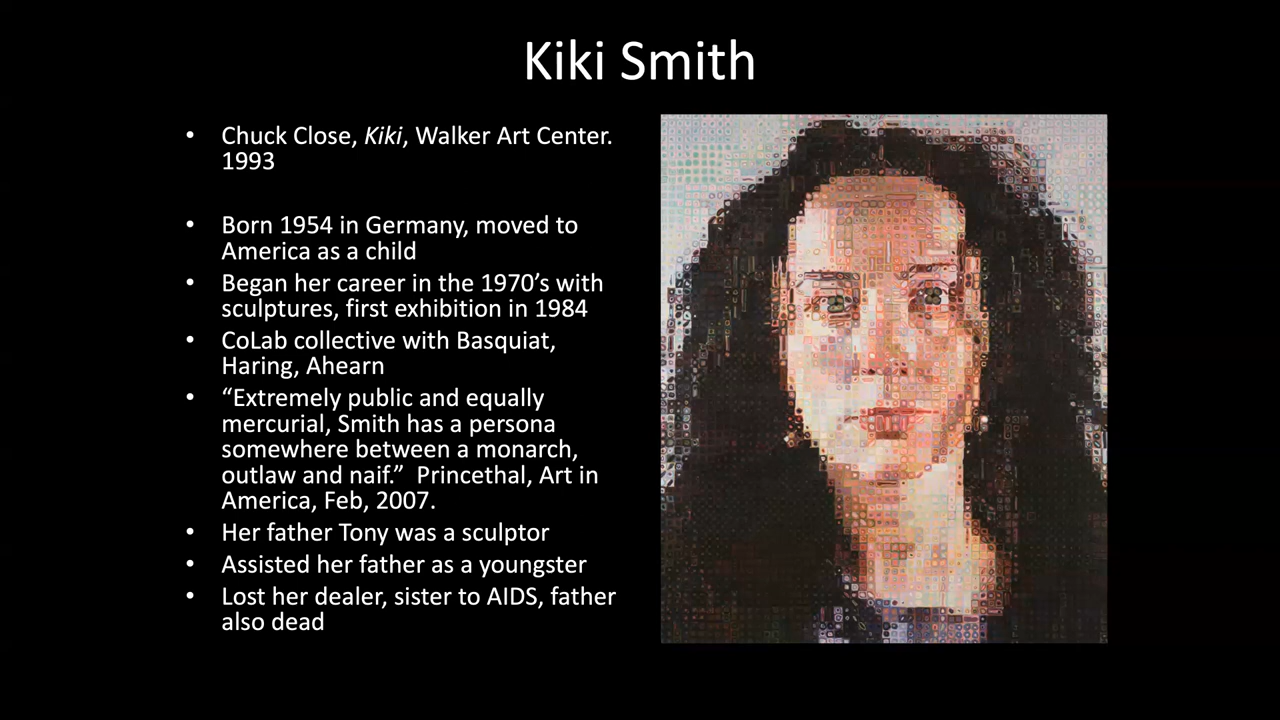 Kiki Smith
• Chuck Close, Kiki, Walker Art Center.
1993
• Born 1954 in Germany, moved to
America as a child
• Began her career in the 1970’s with
sculptures, first exhibition in 1984
• CoLab collective with Basquiat,
Haring, Ahearn
• “Extremely public and equally
mercurial, Smith has a persona
somewhere between a monarch,
outlaw and naif.”  Princethal, Art in
America, Feb, 2007.
• Her father Tony was a sculptor
• Assisted her father as a youngster
• Lost her dealer, sister to AIDS, father
also dead